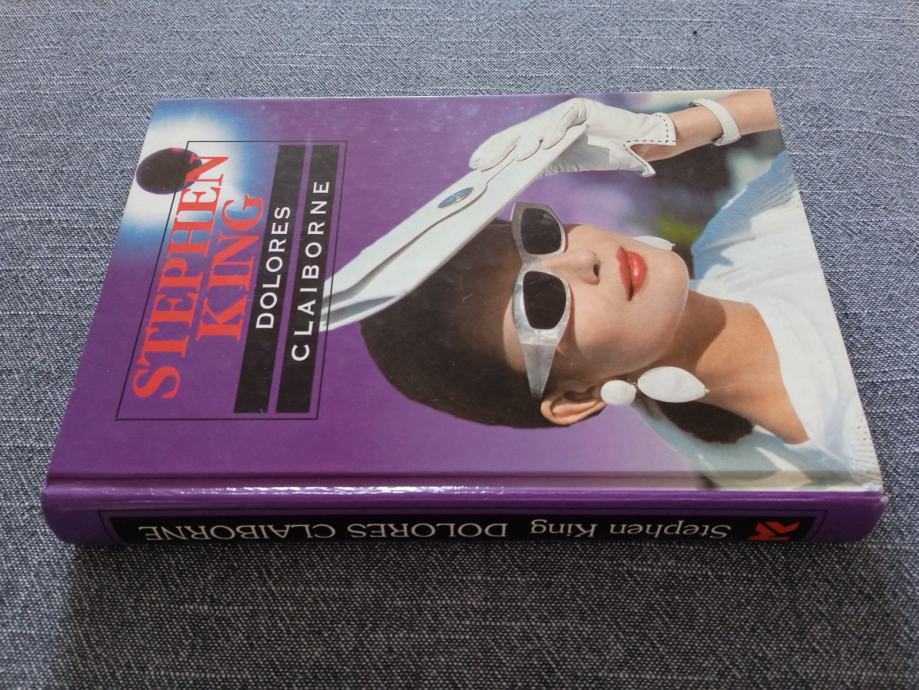 STEPHEN
KING
DOLORES
CLAIBORNE
Stephen King DOLORES CLAIBORNE